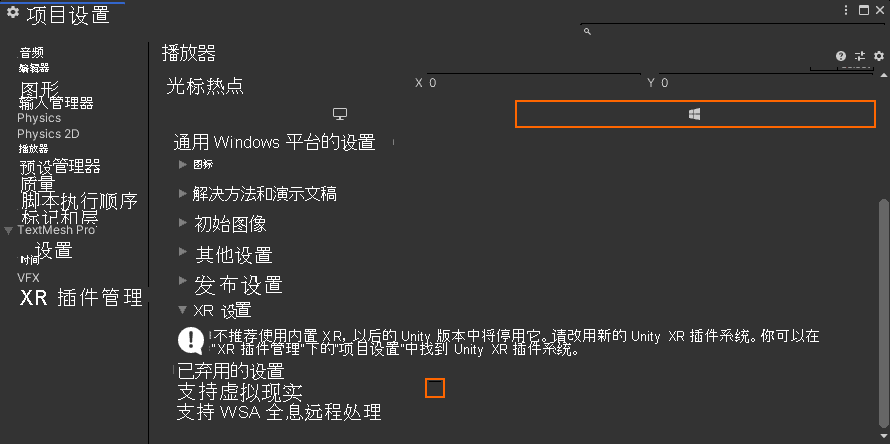 项目设置
音频
编辑器
图形
输入管理器
Physics
Physics 2D
播放器
预设管理器
质量
脚本执行顺序
标记和层
TextMesh Pro
设置
时间
VFX
XR 插件管理
播放器
光标热点 X 0 Y 0
通用 Windows 平台的设置
图标
解决方法和演示文稿
初始图像
其他设置
发布设置
XR 设置
不推荐使用内置 XR, 以后的 Unity 版本中将停用它。请改用新的 Unity XR 插件系统。你可以在
"XR 插件管理"下的"项目设置"中找到 Unity XR 插件系统。
已弃用的设置
支持虚拟现实
支持 WSA 全息远程处理